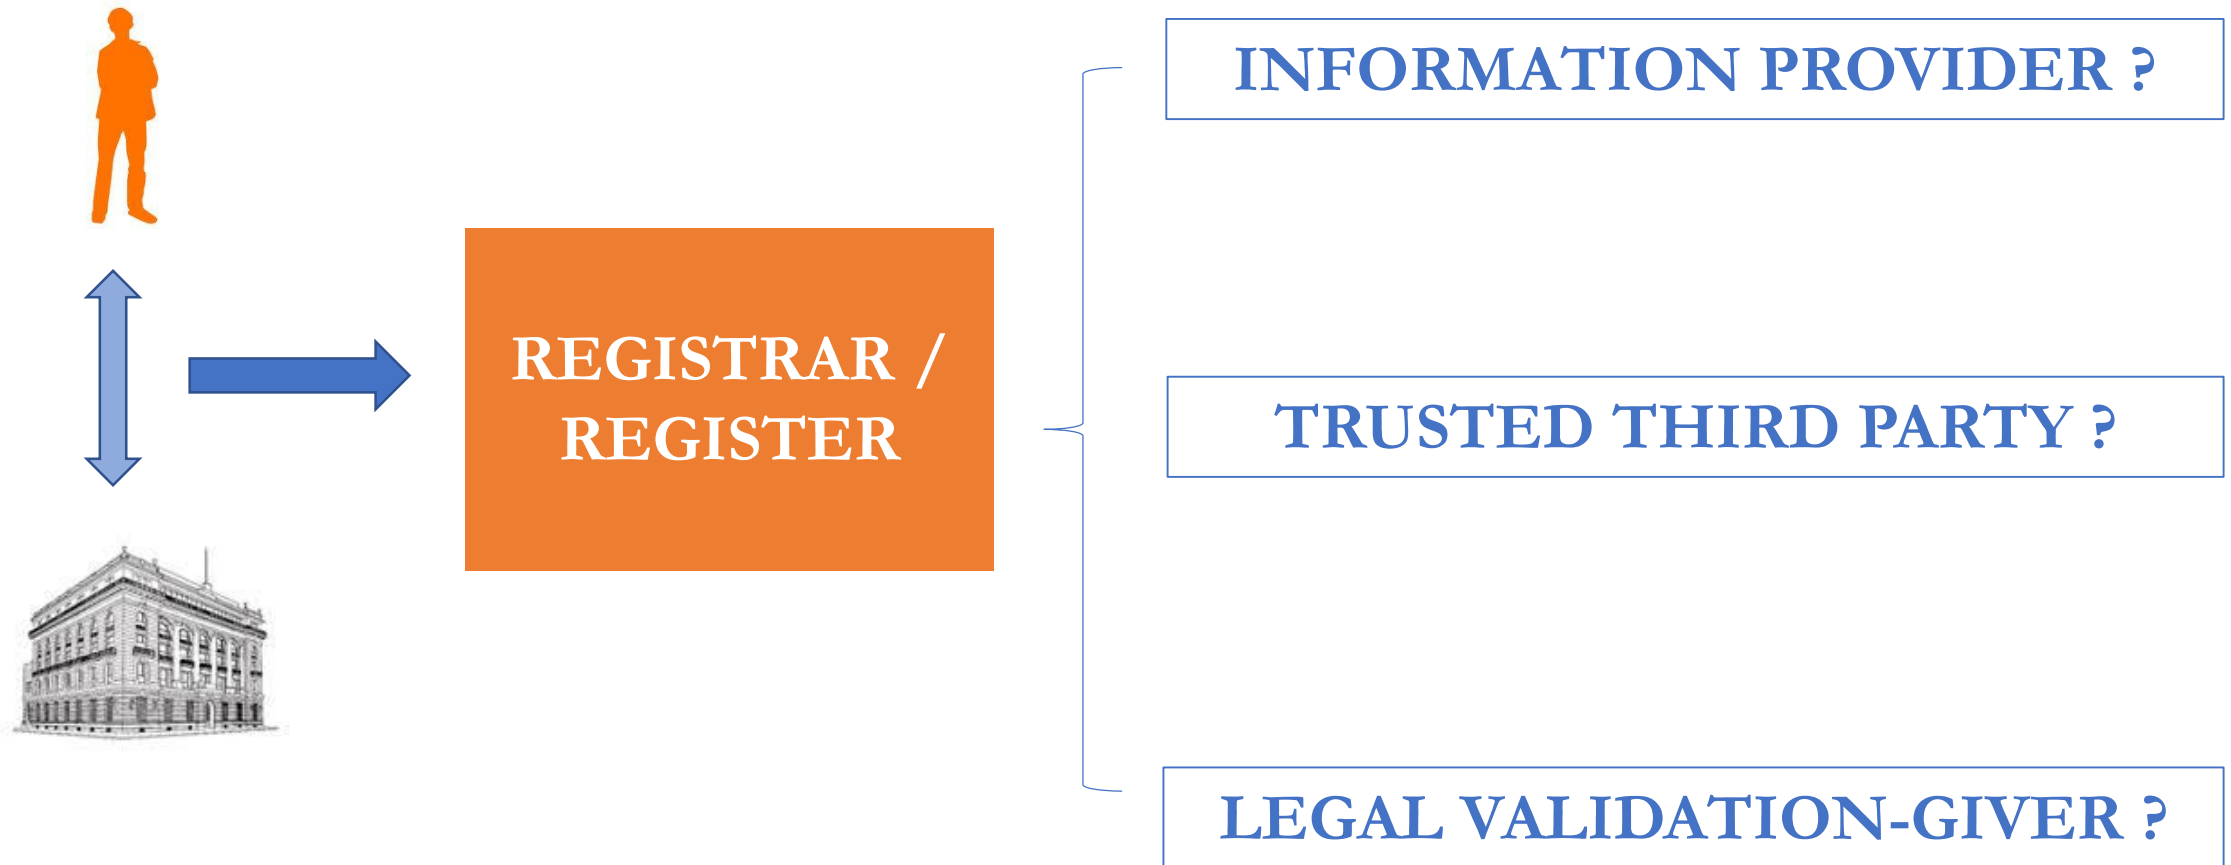 INFORMATION PROVIDER ?
REGISTRAR /
REGISTER
TRUSTED THIRD PARTY ?
LEGAL VALIDATION-GIVER ?